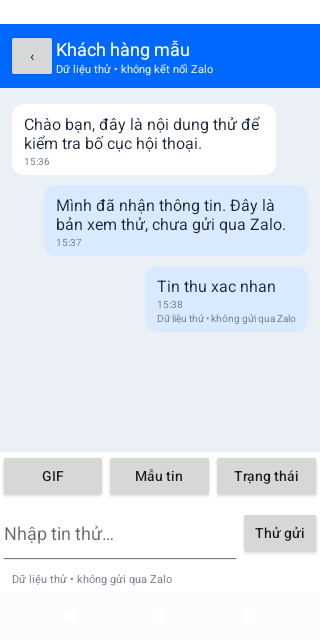 ‹
Khách hàng mẫu
Dữ liệu thử • không kết nối Zalo
Chào bạn, đây là nội dung thử để
kiểm tra bố cục hội thoại.
15:36
Mình đã nhận thông tin. Đây là
bản xem thử, chưa gửi qua Zalo.
15:37
Tin thu xac nhan
15:38
Dữ liệu thử • không gửi qua Zalo
GIF
Mẫu tin
Trạng thái
Nhập tin thử...
Thử gửi
Dữ liệu thử • không gửi qua Zalo